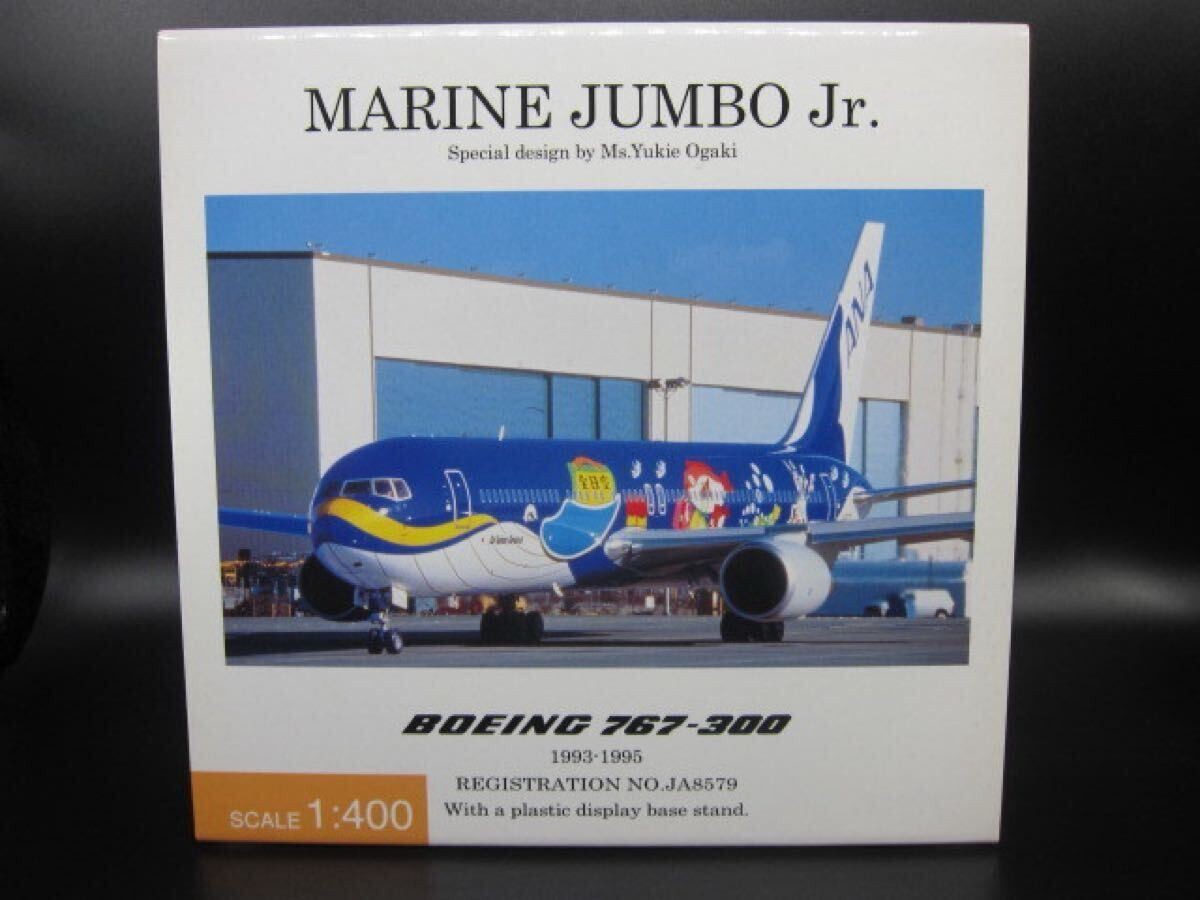 MARINE JUMBO Jr.
Special design by Ms.Yukie Ogaki
ANA
全日空
BOEING 767-300
1993-1995
REGISTRATION NO.JA8579
With a plastic display base stand.
SCALE 1:400